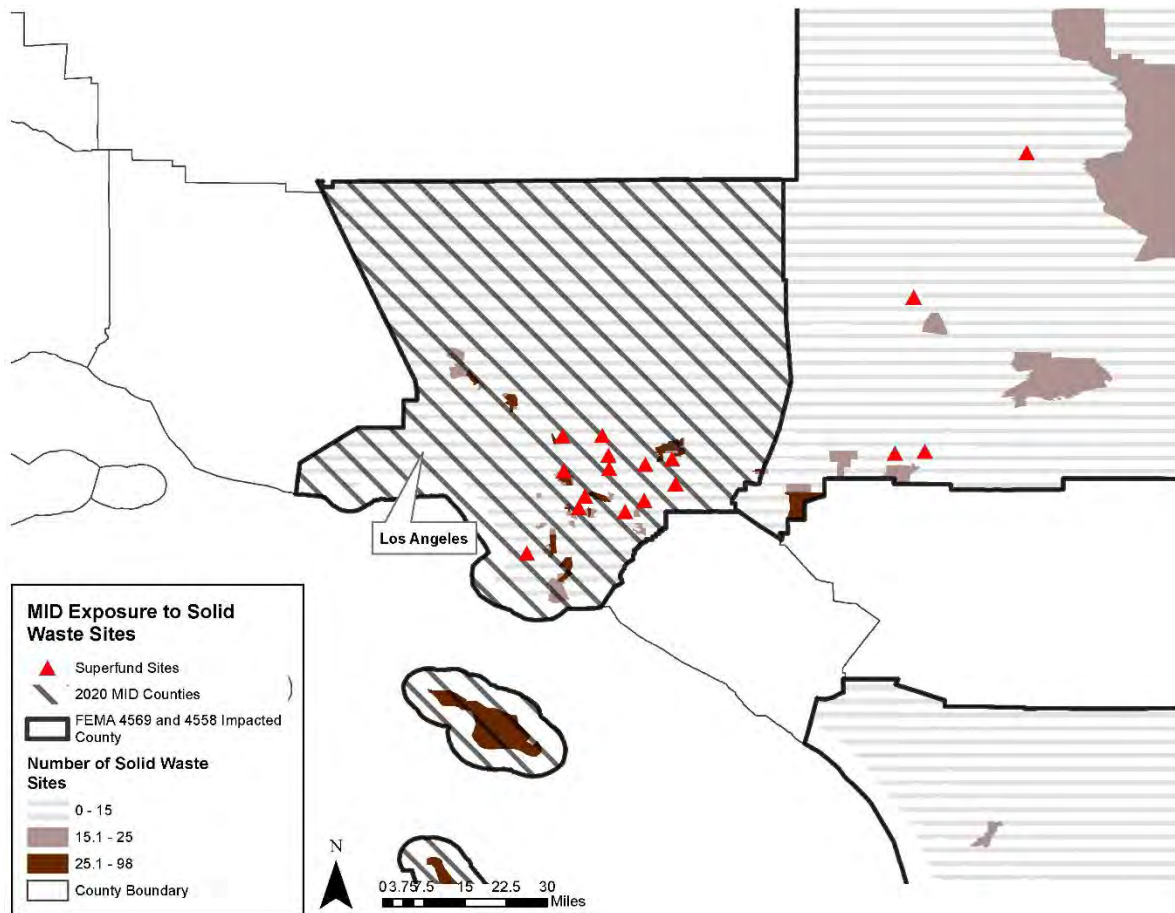 Los Angeles
MID Exposure to Solid
Waste Sites
Superfund Sites
2020 MID Counties
)
FEMA 4569 and 4558 Impacted
County
Number of Solid Waste
Sites
0 - 15
15.1 - 25
25.1 - 98
County Boundary
N
0 3.75 7.5 15 22.5 30
Miles